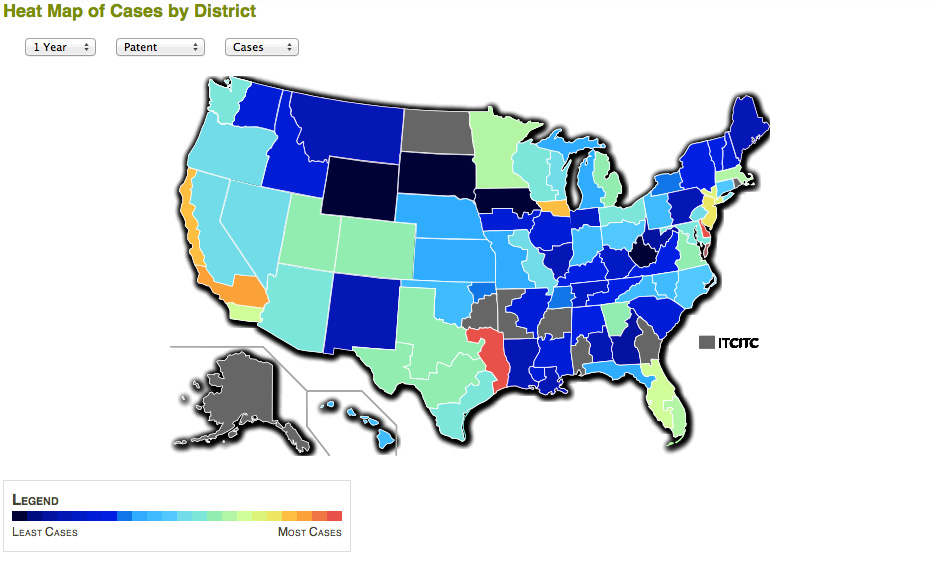 Heat Map of Cases by District
1 Year Patent Cases
ITCITC
LEGEND
LEAST CASES MOST CASES